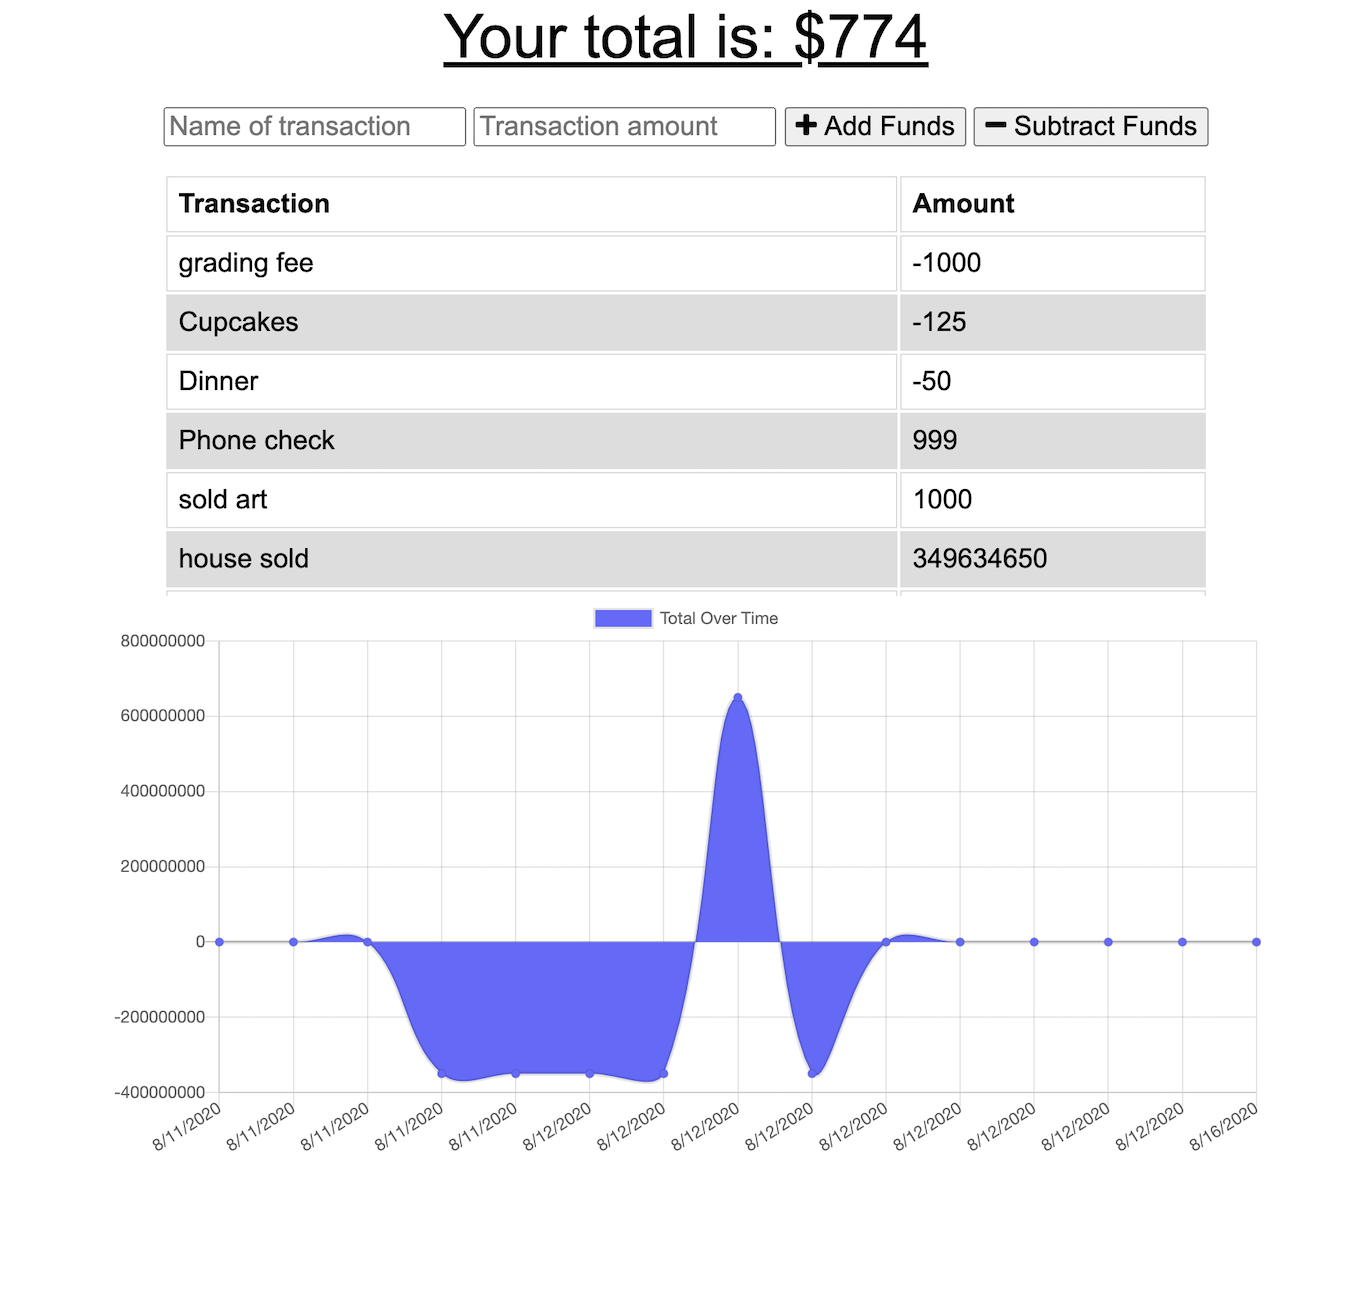 Your total is: $774
Name of transaction Transaction amount + Add Funds − Subtract Funds
Transaction Amount
grading fee -1000
Cupcakes -125
Dinner -50
Phone check 999
sold art 1000
house sold 349634650
Total Over Time
800000000
600000000
400000000
200000000
0
-200000000
-400000000
8/11/2020 8/11/2020 8/11/2020 8/11/2020 8/11/2020 8/12/2020 8/12/2020 8/12/2020 8/12/2020 8/12/2020 8/12/2020 8/12/2020 8/12/2020 8/12/2020 8/16/2020